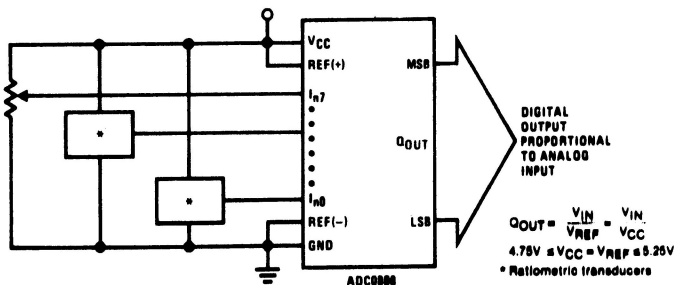 VCC
REF(+)
In7
*
*
In0
REF(−)
GND
MSB
QOUT
LSB
ADC0808
DIGITAL
OUTPUT
PROPORTIONAL
TO ANALOG
INPUT
QOUT = VIN/VREF = VIN/VCC
4.75V ≤ VCC = VREF ≤ 5.25V
* Ratiometric transducers